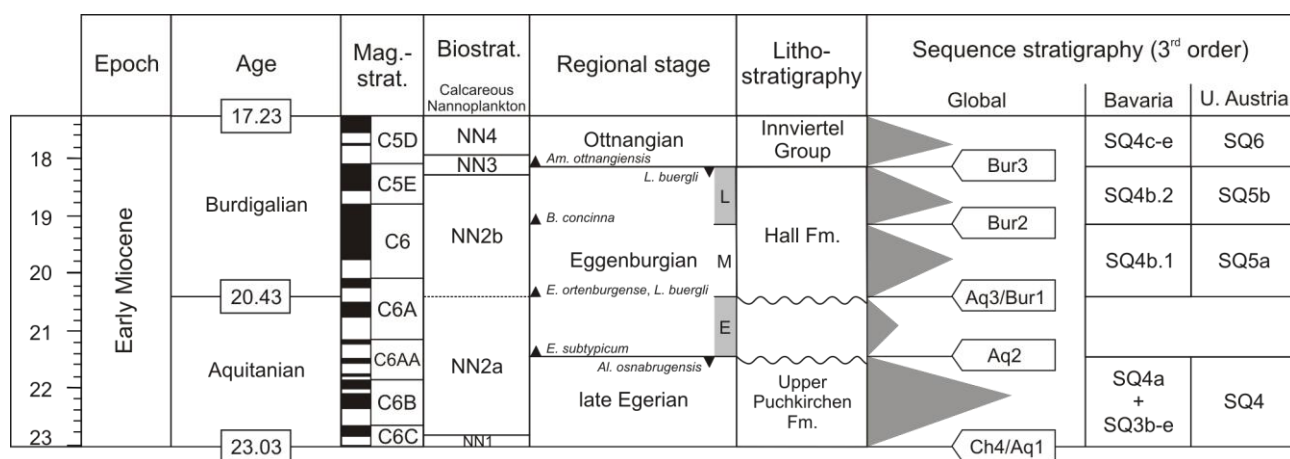 Epoch
Age
Mag.-
strat.
Biostrat.
Calcareous
Nannoplankton
Regional stage
Litho-
stratigraphy
Sequence stratigraphy (3rd order)
Global
Bavaria
U. Austria
17.23
18
19
20
21
22
23
Early Miocene
Burdigalian
20.43
Aquitanian
23.03
C5D
C5E
C6
C6A
C6AA
C6B
C6C
NN4
NN3
NN2b
NN2a
NN1
Ottnangian
Am. ottnangiensis
L. buergli
L
B. concinna
Eggenburgian
M
E. ortenburgense, L. buergli
E
E. subtypicum
Al. osnabrugensis
late Egerian
Innviertel
Group
Hall Fm.
Upper
Puchkirchen
Fm.
Bur3
Bur2
Aq3/Bur1
Aq2
Ch4/Aq1
SQ4c-e
SQ4b.2
SQ4b.1
SQ4a
+
SQ3b-e
SQ6
SQ5b
SQ5a
SQ4